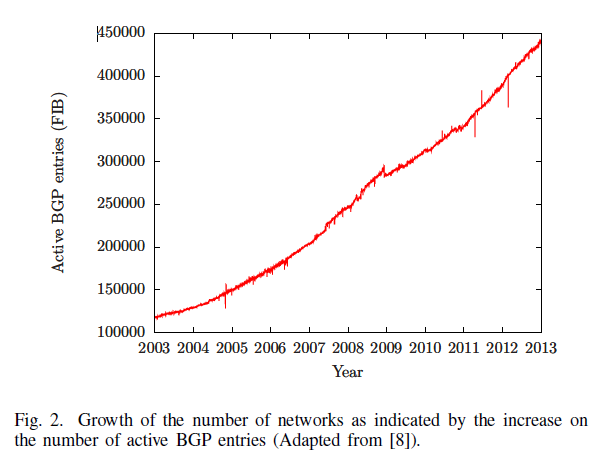 450000
400000
350000
300000
250000
200000
150000
100000
Active BGP entries (FIB)
2003 2004 2005 2006 2007 2008 2009 2010 2011 2012 2013
Year
Fig. 2. Growth of the number of networks as indicated by the increase on
the number of active BGP entries (Adapted from [8]).